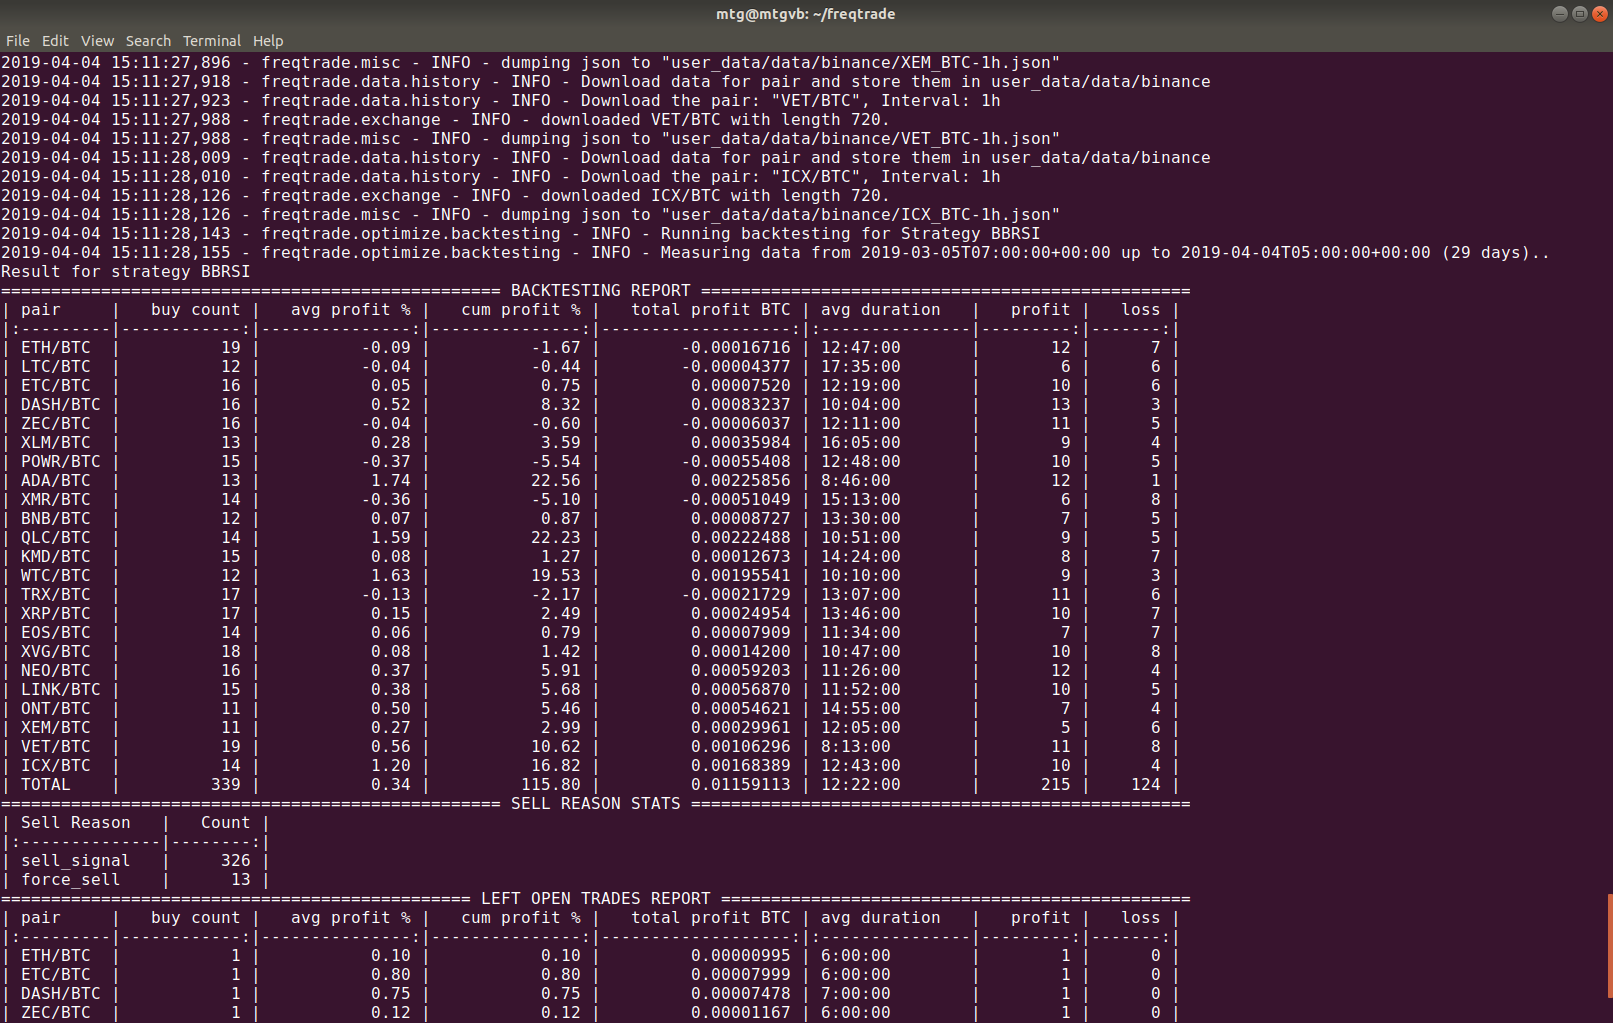 mtg@mtgvb: ~/freqtrade
File Edit View Search Terminal Help
2019-04-04 15:11:27,896 - freqtrade.misc - INFO - dumping json to "user_data/data/binance/XEM_BTC-1h.json"
2019-04-04 15:11:27,918 - freqtrade.data.history - INFO - Download data for pair and store them in user_data/data/binance
2019-04-04 15:11:27,923 - freqtrade.data.history - INFO - Download the pair: "VET/BTC", Interval: 1h
2019-04-04 15:11:27,988 - freqtrade.exchange - INFO - downloaded VET/BTC with length 720.
2019-04-04 15:11:27,988 - freqtrade.misc - INFO - dumping json to "user_data/data/binance/VET_BTC-1h.json"
2019-04-04 15:11:28,009 - freqtrade.data.history - INFO - Download data for pair and store them in user_data/data/binance
2019-04-04 15:11:28,010 - freqtrade.data.history - INFO - Download the pair: "ICX/BTC", Interval: 1h
2019-04-04 15:11:28,126 - freqtrade.exchange - INFO - downloaded ICX/BTC with length 720.
2019-04-04 15:11:28,126 - freqtrade.misc - INFO - dumping json to "user_data/data/binance/ICX_BTC-1h.json"
2019-04-04 15:11:28,143 - freqtrade.optimize.backtesting - INFO - Running backtesting for Strategy BBRSI
2019-04-04 15:11:28,155 - freqtrade.optimize.backtesting - INFO - Measuring data from 2019-03-05T07:00:00+00:00 up to 2019-04-04T05:00:00+00:00 (29 days)..
Result for strategy BBRSI
================================================== BACKTESTING REPORT =================================================
| pair     |   buy count |   avg profit % |   cum profit % |   total profit BTC | avg duration   |   profit |   loss |
|:---------|------------:|---------------:|---------------:|-------------------:|:---------------|---------:|-------:|
| ETH/BTC  |          19 |          -0.09 |          -1.67 |        -0.00016716 | 12:47:00       |       12 |      7 |
| LTC/BTC  |          12 |          -0.04 |          -0.44 |        -0.00004377 | 17:35:00       |        6 |      6 |
| ETC/BTC  |          16 |           0.05 |           0.75 |         0.00007520 | 12:19:00       |       10 |      6 |
| DASH/BTC |          16 |           0.52 |           8.32 |         0.00083237 | 10:04:00       |       13 |      3 |
| ZEC/BTC  |          16 |          -0.04 |          -0.60 |        -0.00006037 | 12:11:00       |       11 |      5 |
| XLM/BTC  |          13 |           0.28 |           3.59 |         0.00035984 | 16:05:00       |        9 |      4 |
| POWR/BTC |          15 |          -0.37 |          -5.54 |        -0.00055408 | 12:48:00       |       10 |      5 |
| ADA/BTC  |          13 |           1.74 |          22.56 |         0.00225856 | 8:46:00        |       12 |      1 |
| XMR/BTC  |          14 |          -0.36 |          -5.10 |        -0.00051049 | 15:13:00       |        6 |      8 |
| BNB/BTC  |          12 |           0.07 |           0.87 |         0.00008727 | 13:30:00       |        7 |      5 |
| QLC/BTC  |          14 |           1.59 |          22.23 |         0.00222488 | 10:51:00       |        9 |      5 |
| KMD/BTC  |          15 |           0.08 |           1.27 |         0.00012673 | 14:24:00       |        8 |      7 |
| WTC/BTC  |          12 |           1.63 |          19.53 |         0.00195541 | 10:10:00       |        9 |      3 |
| TRX/BTC  |          17 |          -0.13 |          -2.17 |        -0.00021729 | 13:07:00       |       11 |      6 |
| XRP/BTC  |          17 |           0.15 |           2.49 |         0.00024954 | 13:46:00       |       10 |      7 |
| EOS/BTC  |          14 |           0.06 |           0.79 |         0.00007909 | 11:34:00       |        7 |      7 |
| XVG/BTC  |          18 |           0.08 |           1.42 |         0.00014200 | 10:47:00       |       10 |      8 |
| NEO/BTC  |          16 |           0.37 |           5.91 |         0.00059203 | 11:26:00       |       12 |      4 |
| LINK/BTC |          15 |           0.38 |           5.68 |         0.00056870 | 11:52:00       |       10 |      5 |
| ONT/BTC  |          11 |           0.50 |           5.46 |         0.00054621 | 14:55:00       |        7 |      4 |
| XEM/BTC  |          11 |           0.27 |           2.99 |         0.00029961 | 12:05:00       |        5 |      6 |
| VET/BTC  |          19 |           0.56 |          10.62 |         0.00106296 | 8:13:00        |       11 |      8 |
| ICX/BTC  |          14 |           1.20 |          16.82 |         0.00168389 | 12:43:00       |       10 |      4 |
| TOTAL    |         339 |           0.34 |         115.80 |         0.01159113 | 12:22:00       |      215 |    124 |
================================================== SELL REASON STATS ==================================================
| Sell Reason   |   Count |
|:--------------|--------:|
| sell_signal   |     326 |
| force_sell    |      13 |
=============================================== LEFT OPEN TRADES REPORT ===============================================
| pair     |   buy count |   avg profit % |   cum profit % |   total profit BTC | avg duration   |   profit |   loss |
|:---------|------------:|---------------:|---------------:|-------------------:|:---------------|---------:|-------:|
| ETH/BTC  |           1 |           0.10 |           0.10 |         0.00000995 | 6:00:00        |        1 |      0 |
| ETC/BTC  |           1 |           0.80 |           0.80 |         0.00007999 | 6:00:00        |        1 |      0 |
| DASH/BTC |           1 |           0.75 |           0.75 |         0.00007478 | 7:00:00        |        1 |      0 |
| ZEC/BTC  |           1 |           0.12 |           0.12 |         0.00001167 | 6:00:00        |        1 |      0 |